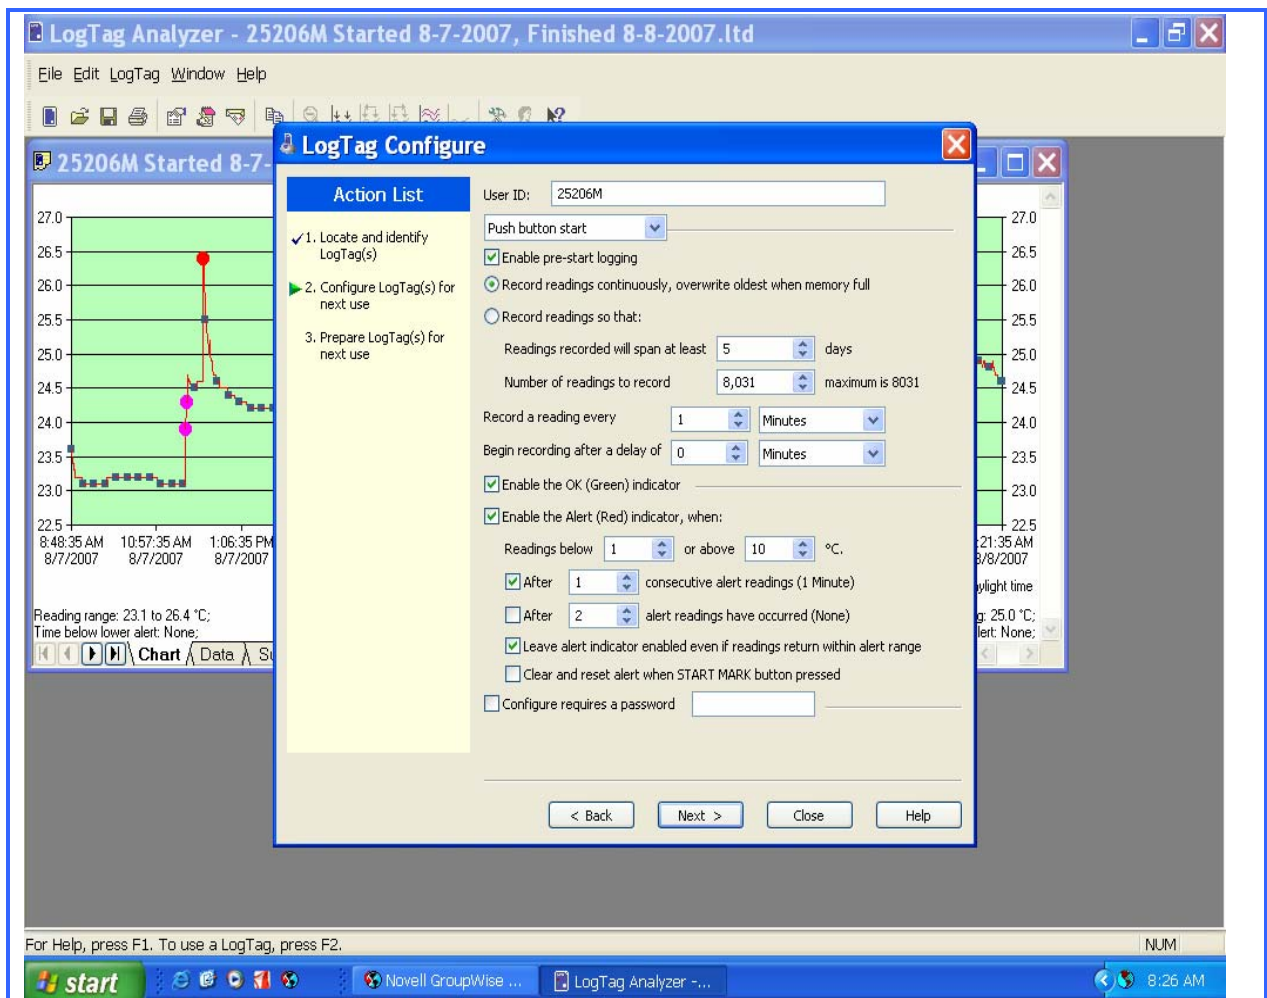 LogTag Analyzer - 25206M Started 8-7-2007, Finished 8-8-2007.ltd
File Edit LogTag Window Help
25206M Started 8-7-
LogTag Configure
Action List
✓1. Locate and identify
LogTag(s)
2. Configure LogTag(s) for
next use
3. Prepare LogTag(s) for
next use
User ID: 25206M
Push button start
Enable pre-start logging
Record readings continuously, overwrite oldest when memory full
Record readings so that:
Readings recorded will span at least 5 days
Number of readings to record 8,031 maximum is 8031
Record a reading every 1 Minutes
Begin recording after a delay of 0 Minutes
Enable the OK (Green) indicator
Enable the Alert (Red) indicator, when:
Readings below 1 or above 10 °C.
After 1 consecutive alert readings (1 Minute)
After 2 alert readings have occurred (None)
Leave alert indicator enabled even if readings return within alert range
Clear and reset alert when START MARK button pressed
Configure requires a password
< Back Next > Close Help
27.0
26.5
26.0
25.5
25.0
24.5
24.0
23.5
23.0
22.5
8:48:35 AM 10:57:35 AM 1:06:35 PM
8/7/2007 8/7/2007 8/7/2007
27.0
26.5
26.0
25.5
25.0
24.5
24.0
23.5
23.0
22.5
:21:35 AM
8/8/2007
ylight time
Reading range: 23.1 to 26.4 °C;
Time below lower alert: None;
g: 25.0 °C;
lert: None;
Chart Data Su
For Help, press F1. To use a LogTag, press F2. NUM
start Novell GroupWise ... LogTag Analyzer -... 8:26 AM